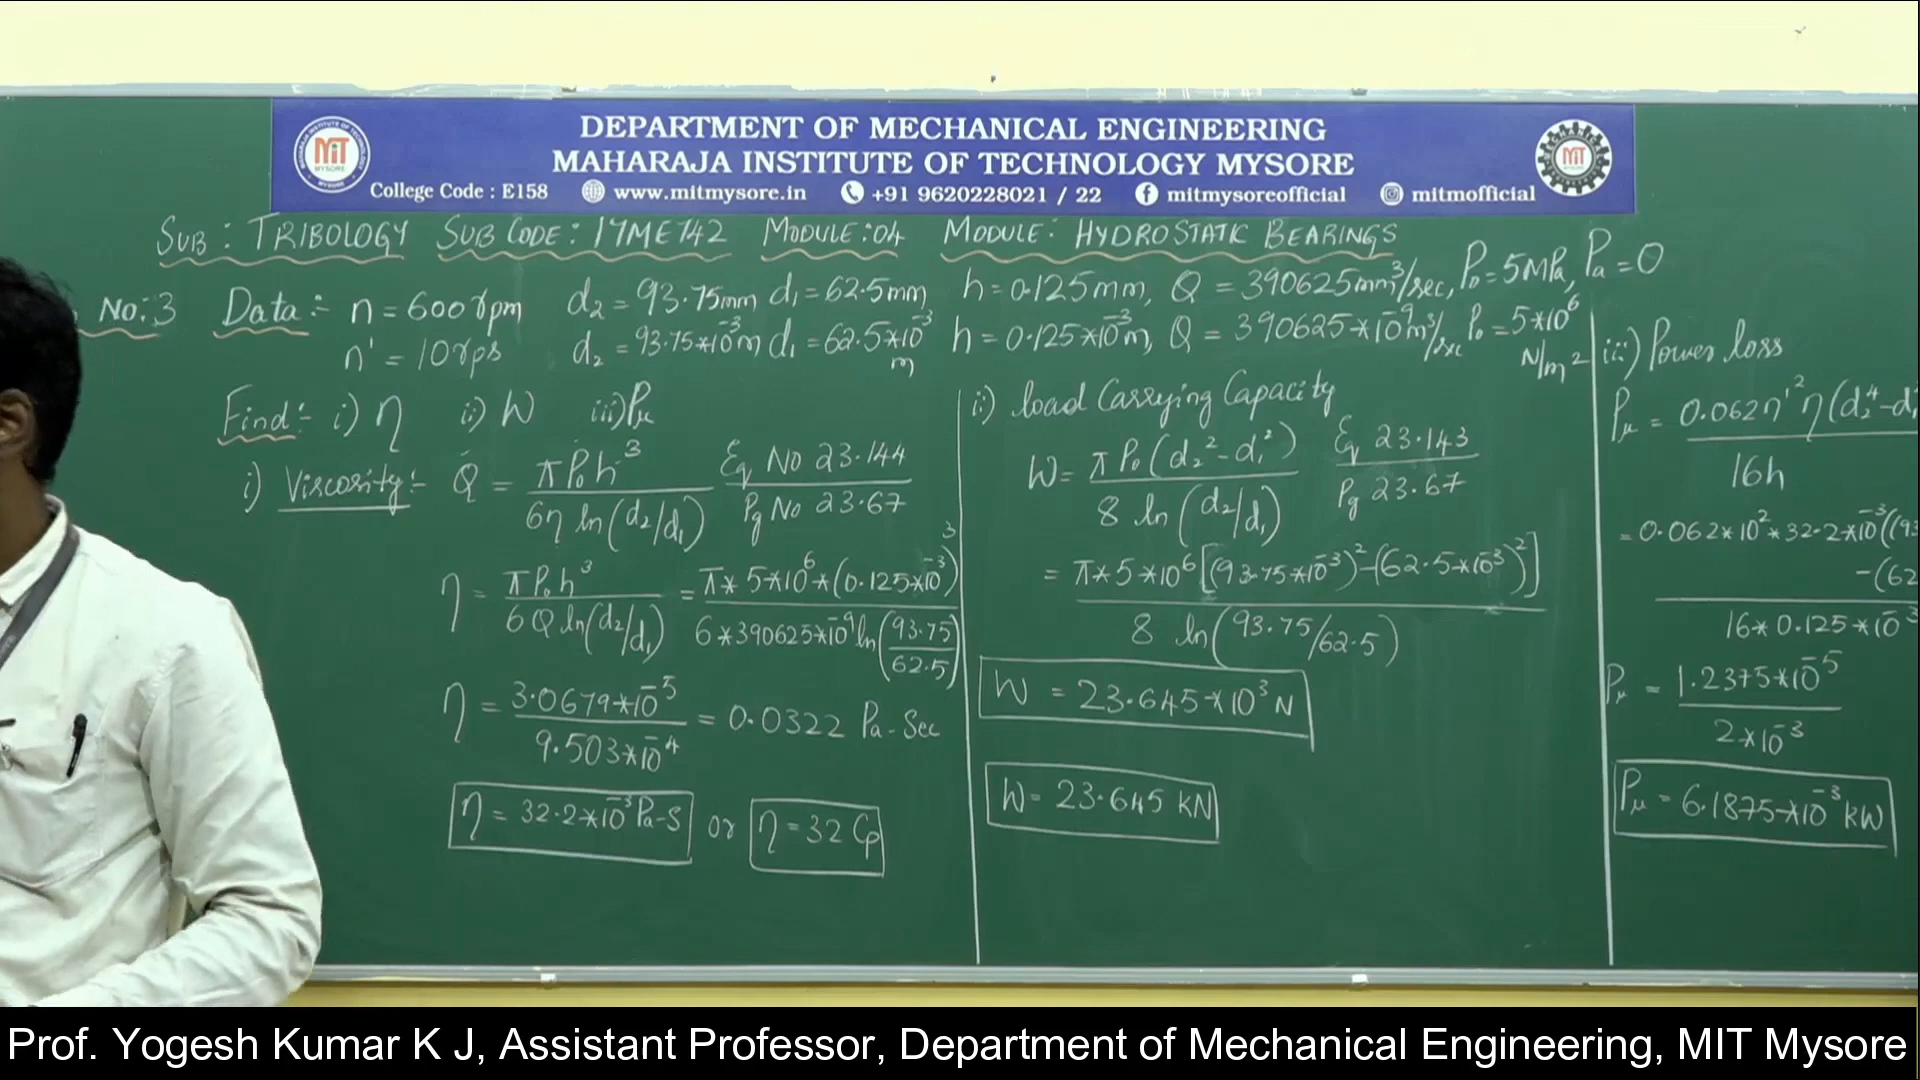 DEPARTMENT OF MECHANICAL ENGINEERING
MAHARAJA INSTITUTE OF TECHNOLOGY MYSORE
College Code : E158 www.mitmysore.in +91 9620228021 / 22 mitmysoreofficial mitmofficial
MIT
MYSORE
MIT
SUB : TRIBOLOGY SUB CODE : 17ME742 MODULE : 04 MODULE : HYDROSTATIC BEARINGS
No: 3 Data :- n = 600 rpm d₂ = 93.75mm d₁ = 62.5mm h = 0.125mm, Q = 390625mm³/sec, P₀ = 5MPa, Pa = 0
n' = 10 rps d₂ = 93.75*10⁻³m d₁ = 62.5*10⁻³ m h = 0.125*10⁻³m, Q = 390625*10⁻⁹m³/sec P₀ = 5*10⁶ N/m²
Find :- i) η ii) W iii) Pμ
i) Viscosity :- Q = πP₀h³ / 6η ln(d₂/d₁) Eq No 23.144 / Pg No 23.67
η = πP₀h³ / 6Q ln(d₂/d₁) = π*5*10⁶*(0.125*10⁻³)³ / 6*390625*10⁻⁹ ln(93.75/62.5)
η = 3.0679*10⁻⁵ / 9.503*10⁻⁴ = 0.0322 Pa-Sec
η = 32.2*10⁻³ Pa-S or η = 32 Cp
ii) Load Carrying Capacity
W = πP₀(d₂²-d₁²) / 8 ln(d₂/d₁) Eq 23.143 / Pg 23.67
= π*5*10⁶[(93.75*10⁻³)²-(62.5*10⁻³)²] / 8 ln(93.75/62.5)
W = 23.645*10³ N
W = 23.645 kN
iii) Power loss
Pμ = 0.062n'²η(d₂⁴-d₁ / 16h
= 0.062*10²*32.2*10⁻³((93
-(62
16*0.125*10⁻³
Pμ = 1.2375*10⁻⁵ / 2*10⁻³
Pμ = 6.1875*10⁻³ kW
Prof. Yogesh Kumar K J, Assistant Professor, Department of Mechanical Engineering, MIT Mysore